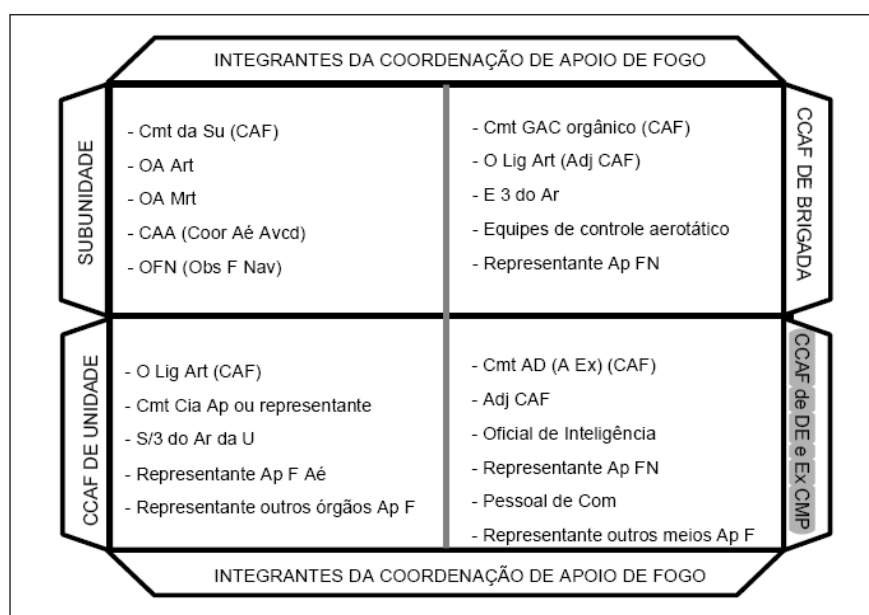 INTEGRANTES DA COORDENAÇÃO DE APOIO DE FOGO
SUBUNIDADE
- Cmt da Su (CAF)
- OA Art
- OA Mrt
- CAA (Coor Aé Avcd)
- OFN (Obs F Nav)
- Cmt GAC orgânico (CAF)
- O Lig Art (Adj CAF)
- E 3 do Ar
- Equipes de controle aerotático
- Representante Ap FN
CCAF DE BRIGADA
CCAF DE UNIDADE
- O Lig Art (CAF)
- Cmt Cia Ap ou representante
- S/3 do Ar da U
- Representante Ap F Aé
- Representante outros órgãos Ap F
- Cmt AD (A Ex) (CAF)
- Adj CAF
- Oficial de Inteligência
- Representante Ap FN
- Pessoal de Com
- Representante outros meios Ap F
CCAF de DE e Ex CMP
INTEGRANTES DA COORDENAÇÃO DE APOIO DE FOGO